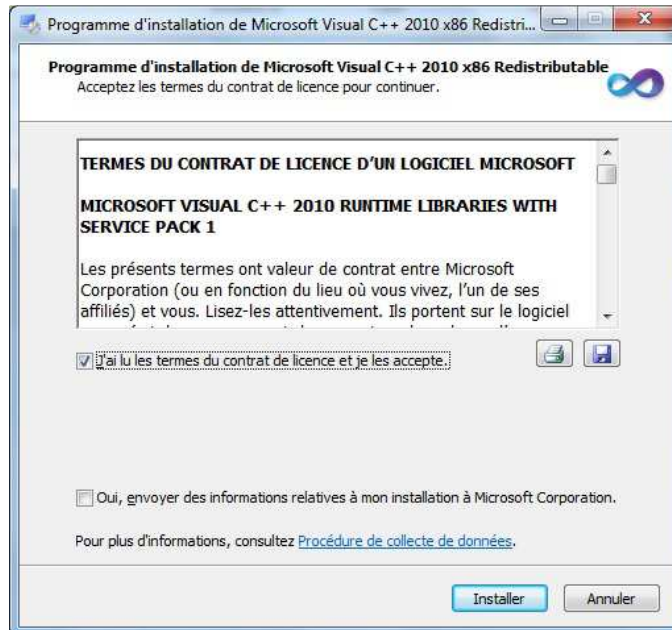 Programme d'installation de Microsoft Visual C++ 2010 x86 Redistri...
Programme d'installation de Microsoft Visual C++ 2010 x86 Redistributable
Acceptez les termes du contrat de licence pour continuer.
TERMES DU CONTRAT DE LICENCE D'UN LOGICIEL MICROSOFT
MICROSOFT VISUAL C++ 2010 RUNTIME LIBRARIES WITH
SERVICE PACK 1
Les présents termes ont valeur de contrat entre Microsoft
Corporation (ou en fonction du lieu où vous vivez, l'un de ses
affiliés) et vous. Lisez-les attentivement. Ils portent sur le logiciel
J'ai lu les termes du contrat de licence et je les accepte.
Oui, envoyer des informations relatives à mon installation à Microsoft Corporation.
Pour plus d'informations, consultez Procédure de collecte de données.
Installer
Annuler